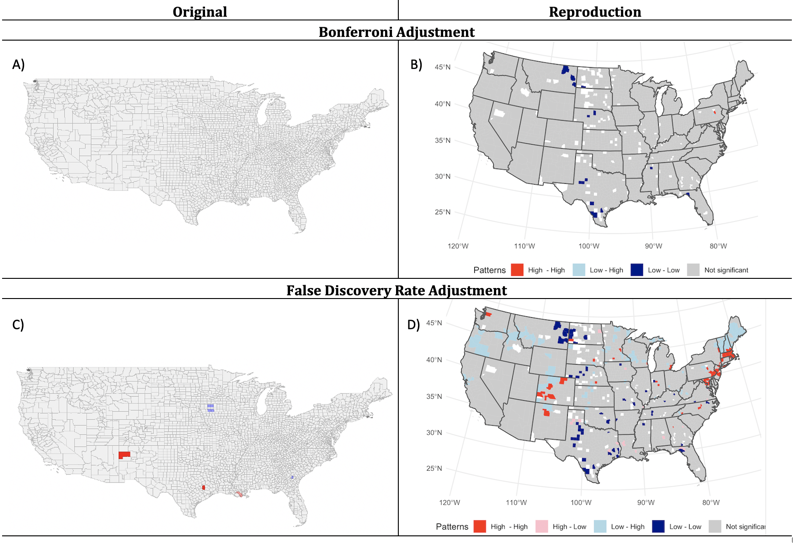 Original
Reproduction
Bonferroni Adjustment
A)
B)
45°N
40°N
35°N
30°N
25°N
120°W
110°W
100°W
90°W
80°W
Patterns High - High Low - High Low - Low Not significant
False Discovery Rate Adjustment
C)
D)
45°N
40°N
35°N
30°N
25°N
120°W
110°W
100°W
90°W
80°W
Patterns High - High High - Low Low - High Low - Low Not significar